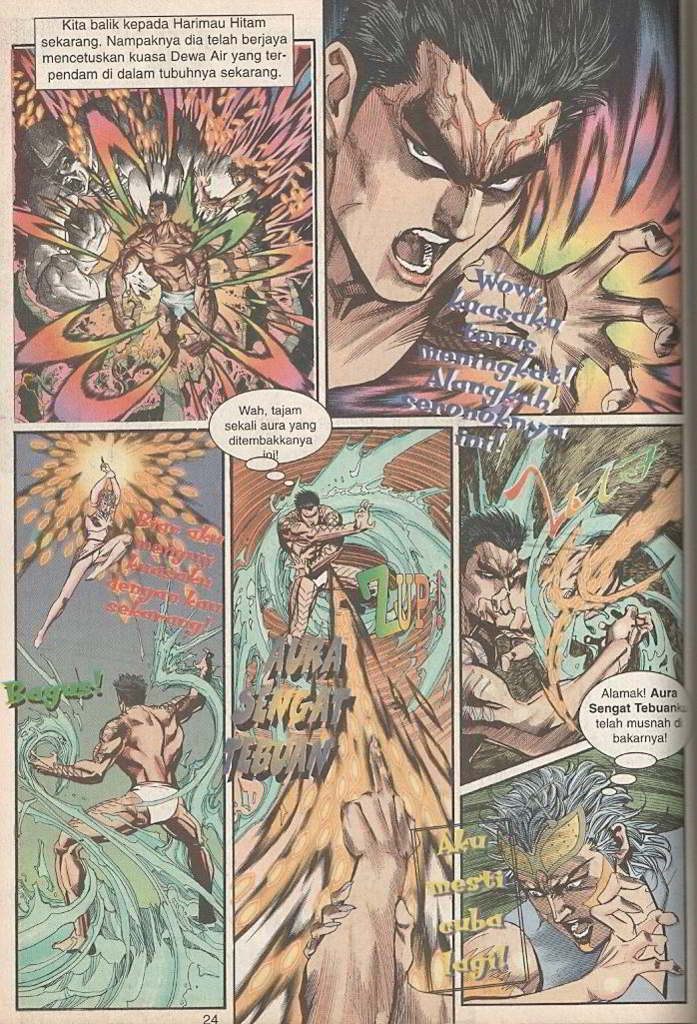 Kita balik kepada Harimau Hitam
sekarang. Nampaknya dia telah berjaya
mencetuskan kuasa Dewa Air yang ter-
pendam di dalam tubuhnya sekarang.
Wow,
kuasaku
terus
meningkat!
Alangkah
seronoknya
ini!
Wah, tajam
sekali aura yang
ditembakkanya
ini!
Biar aku
menguji
kuasaku
dengan kau
sekarang!
Bagus!
ZUP!
AURA
SENGAT
TEBUAN
Alamak! Aura
Sengat Tebuanku
telah musnah di
bakarnya!
Aku
mesti
cuba
lagi!
24